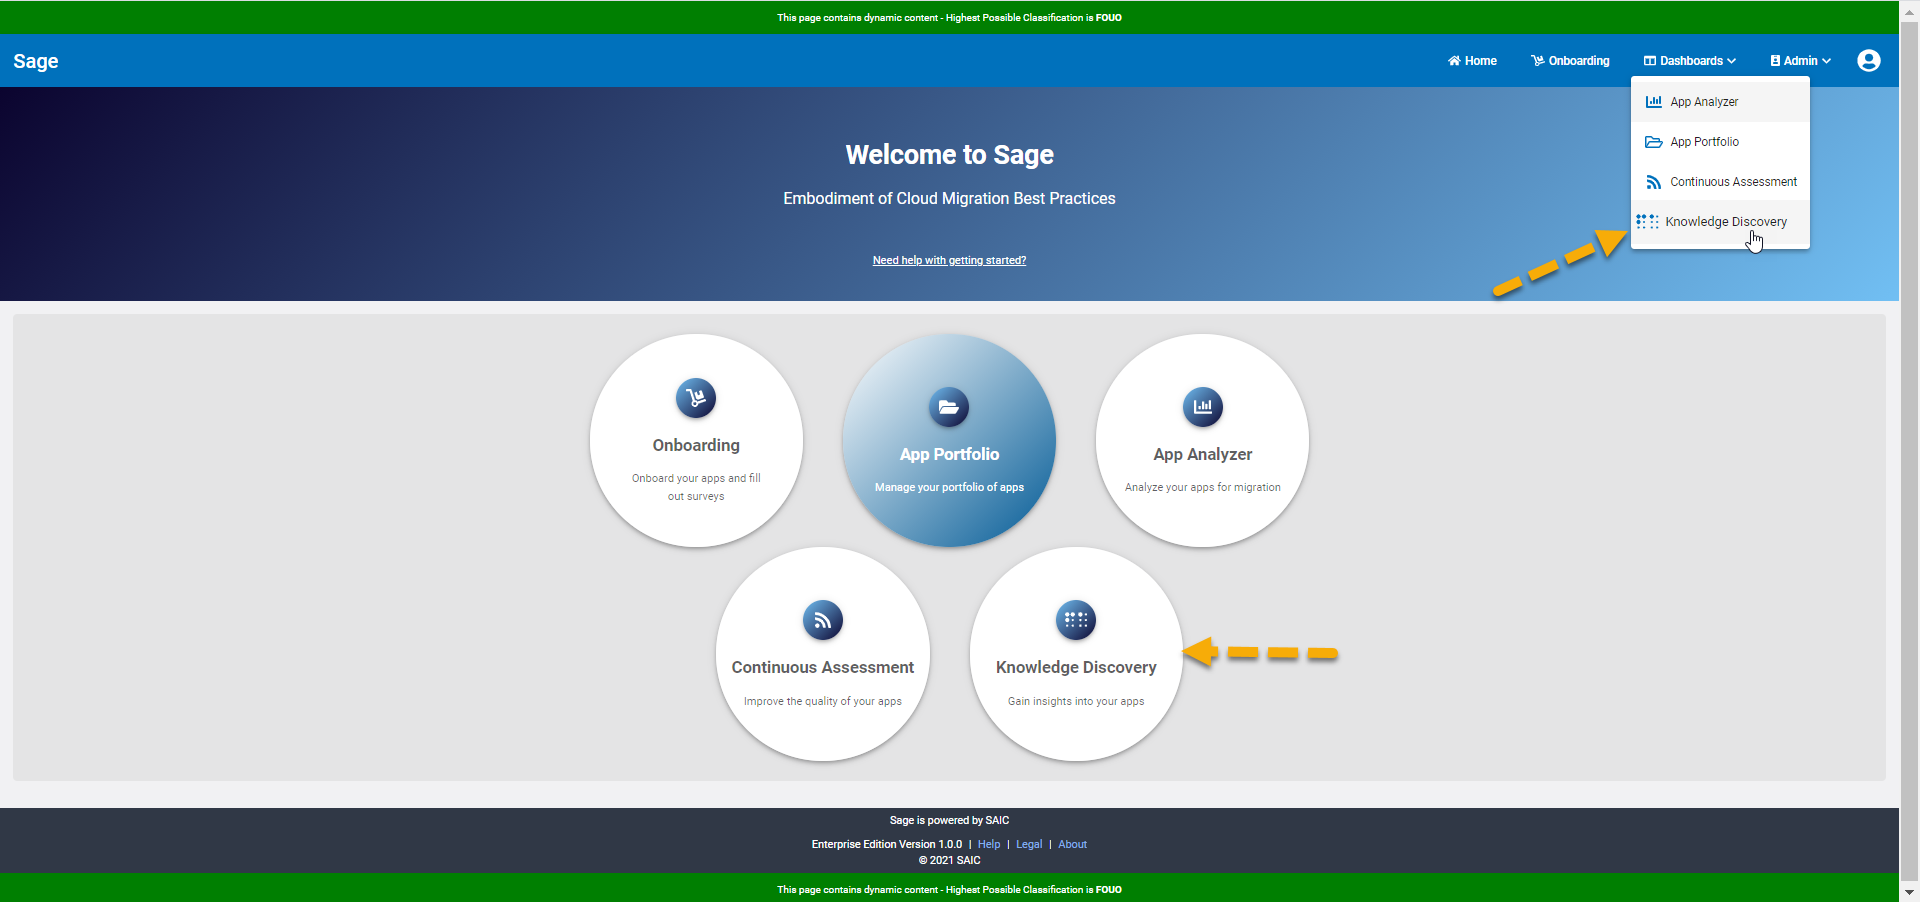 This page contains dynamic content - Highest Possible Classification is FOUO
Sage
Home
Onboarding
Dashboards
Admin
App Analyzer
App Portfolio
Continuous Assessment
Knowledge Discovery
Welcome to Sage
Embodiment of Cloud Migration Best Practices
Need help with getting started?
Onboarding
Onboard your apps and fill
out surveys
App Portfolio
Manage your portfolio of apps
App Analyzer
Analyze your apps for migration
Continuous Assessment
Improve the quality of your apps
Knowledge Discovery
Gain insights into your apps
Sage is powered by SAIC
Enterprise Edition Version 1.0.0 | Help | Legal | About
© 2021 SAIC
This page contains dynamic content - Highest Possible Classification is FOUO